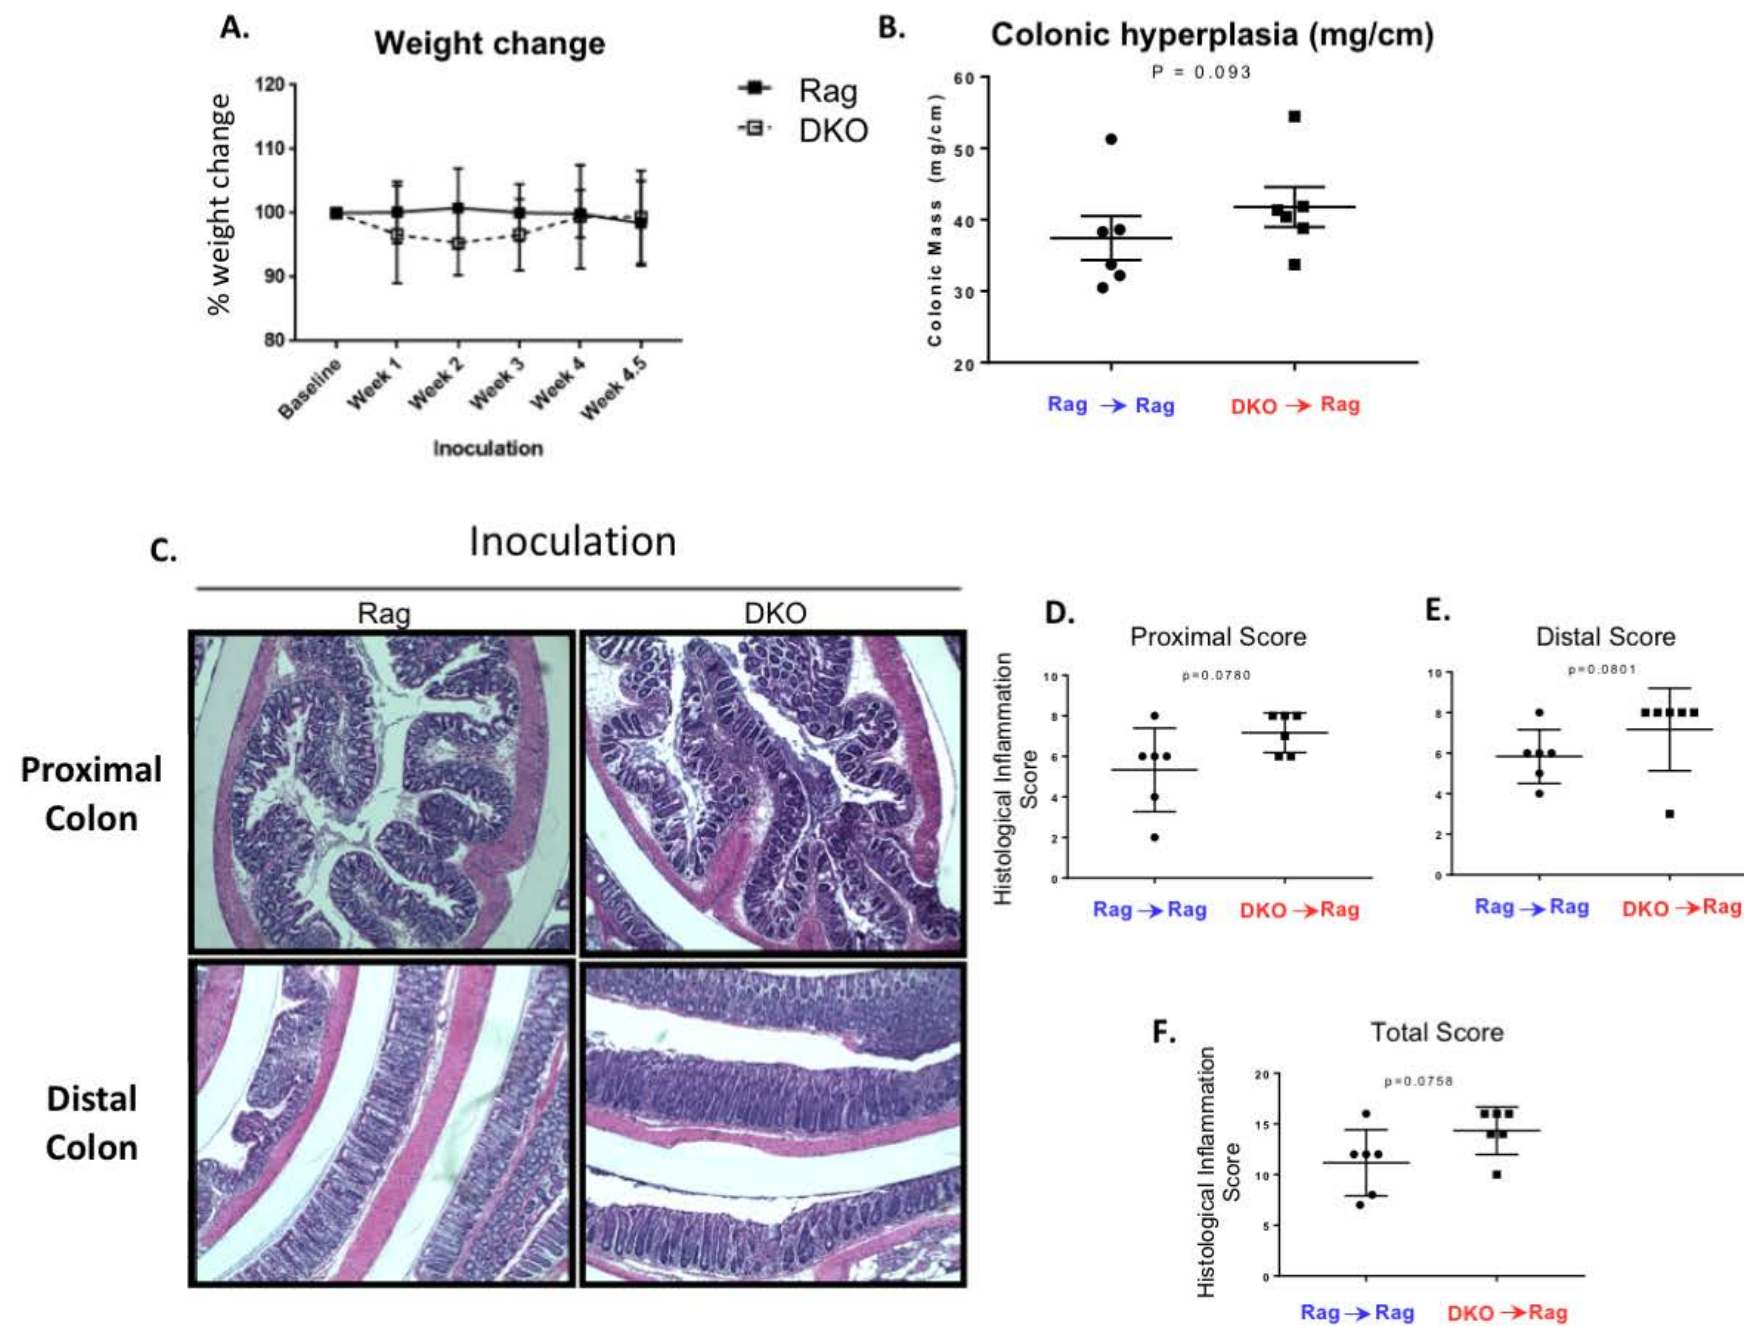 A.
Weight change
% weight change
120
110
100
90
80
Baseline
Week 1
Week 2
Week 3
Week 4
Week 4.5
Inoculation
Rag
DKO
B.
Colonic hyperplasia (mg/cm)
P = 0.093
Colonic Mass (mg/cm)
60
50
40
30
20
Rag → Rag
DKO → Rag
C.
Inoculation
Rag
DKO
Proximal
Colon
Distal
Colon
D.
Proximal Score
p=0.0780
Histological Inflammation
Score
10
8
6
4
2
0
Rag → Rag
DKO → Rag
E.
Distal Score
p=0.0801
10
8
6
4
2
0
Rag → Rag
DKO → Rag
F.
Total Score
p=0.0758
Histological Inflammation
Score
20
15
10
5
0
Rag → Rag
DKO → Rag